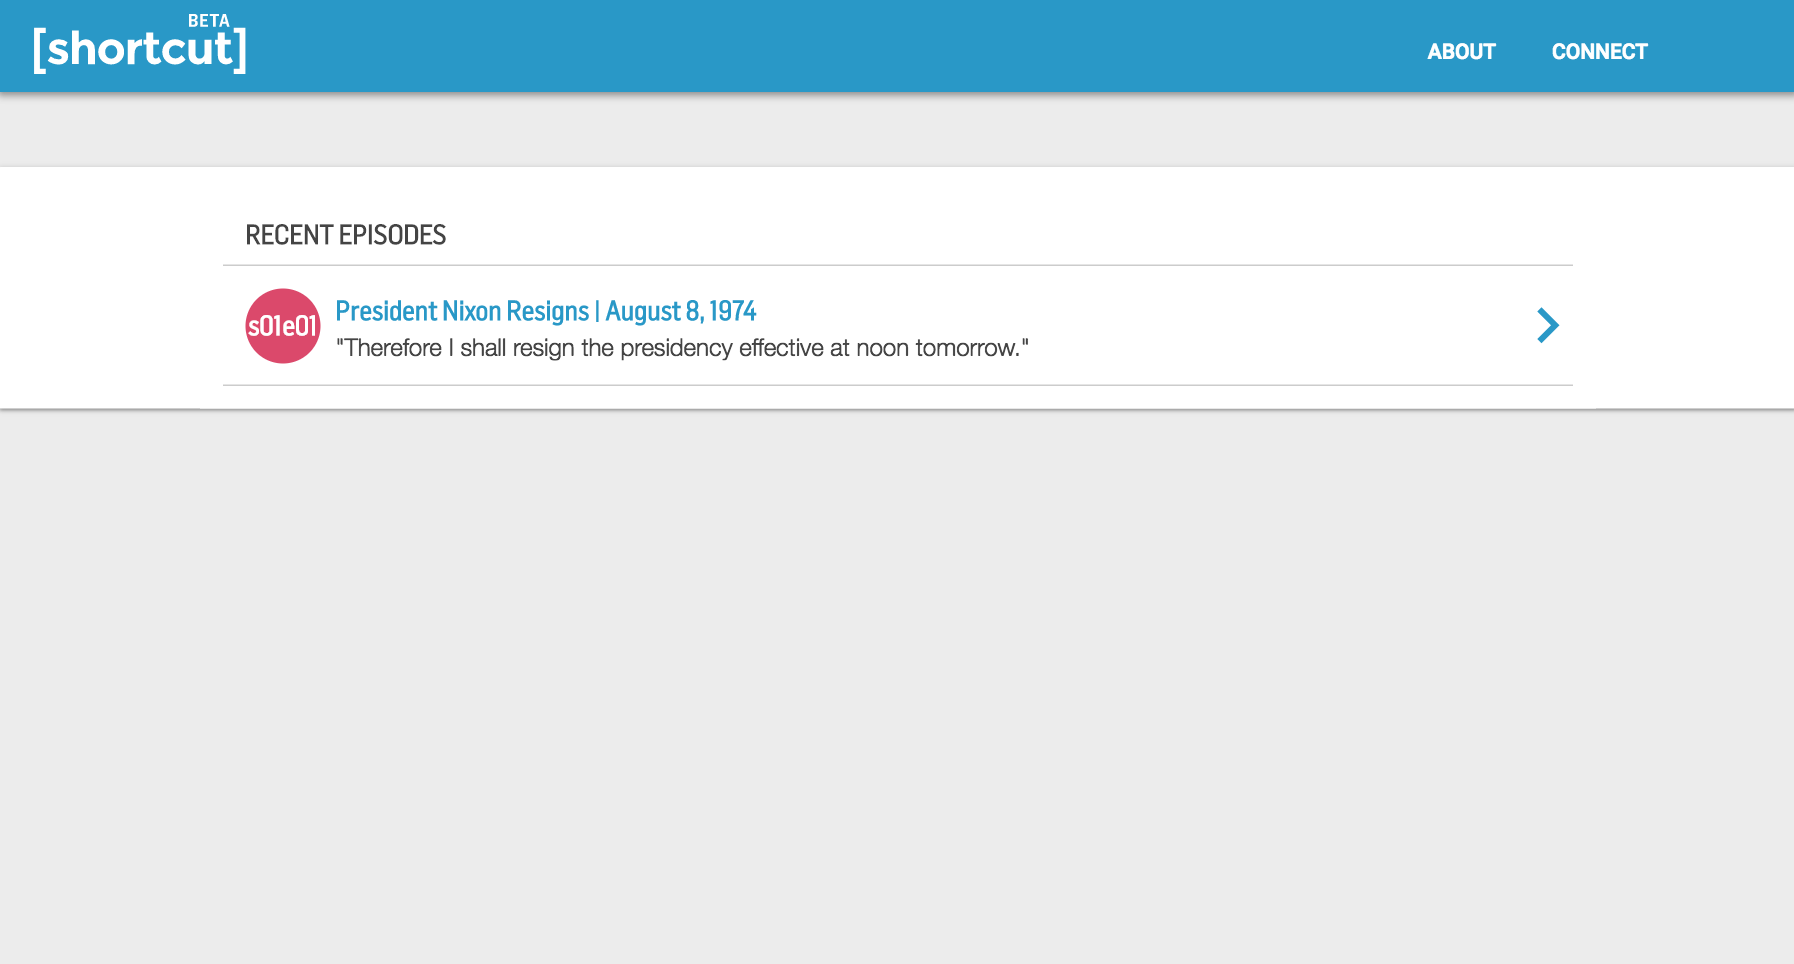 BETA
[shortcut]
ABOUT
CONNECT
RECENT EPISODES
s01e01
President Nixon Resigns | August 8, 1974
"Therefore I shall resign the presidency effective at noon tomorrow."